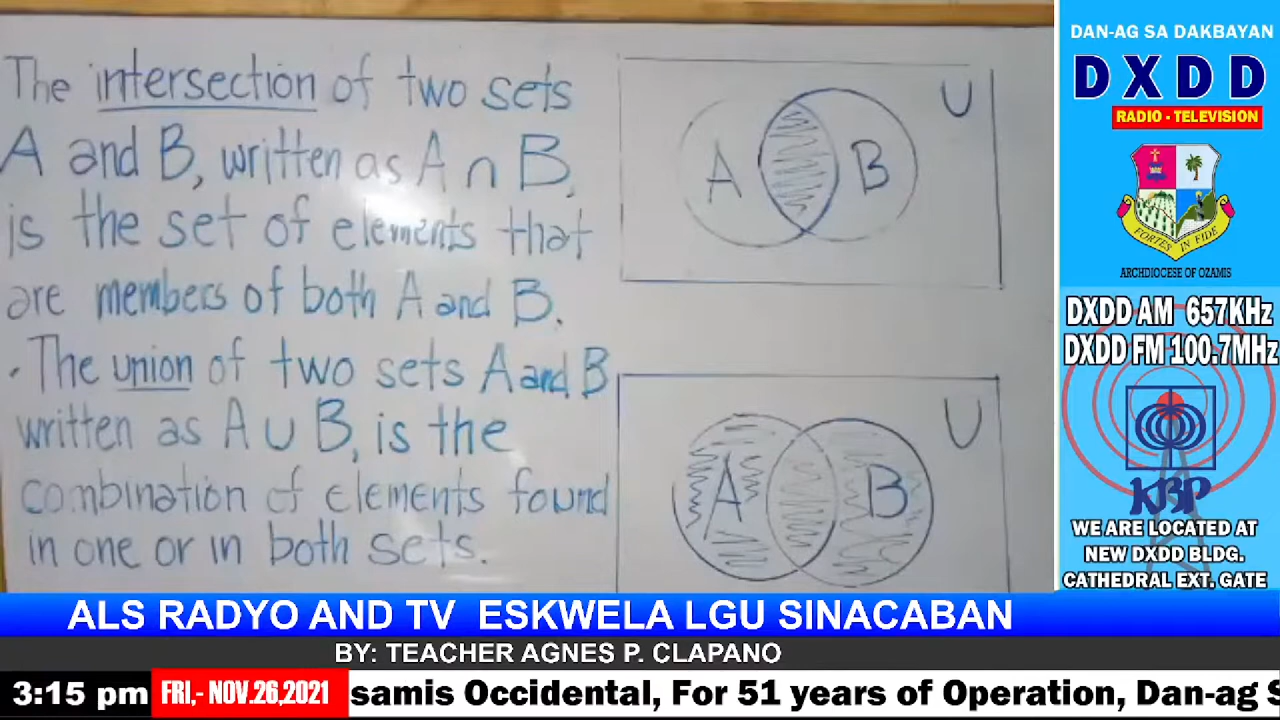 The intersection of two sets
A and B, written as A ∩ B,
is the set of elements that
are members of both A and B.
. The union of two sets A and B
written as A ∪ B, is the
combination of elements found
in one or in both sets.
A
B
U
A
B
U
DAN-AG SA DAKBAYAN
DXDD
RADIO - TELEVISION
FORTES IN FIDE
ARCHDIOCESE OF OZAMIS
DXDD AM 657KHz
DXDD FM 100.7MHz
KBP
WE ARE LOCATED AT
NEW DXDD BLDG.
CATHEDRAL EXT. GATE
ALS RADYO AND TV ESKWELA LGU SINACABAN
BY: TEACHER AGNES P. CLAPANO
3:15 pm FRI,- NOV.26,2021 samis Occidental, For 51 years of Operation, Dan-ag S